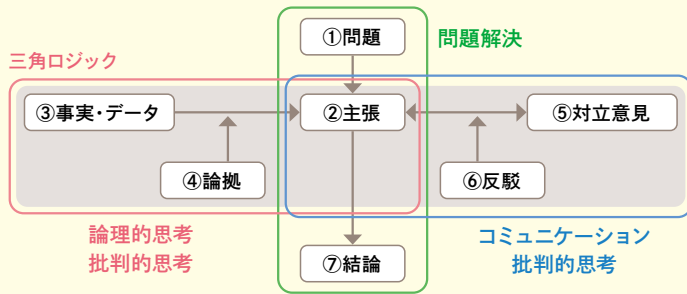 ①問題
問題解決
三角ロジック
③事実・データ
②主張
⑤対立意見
④論拠
⑥反駁
論理的思考
批判的思考
コミュニケーション
批判的思考
⑦結論